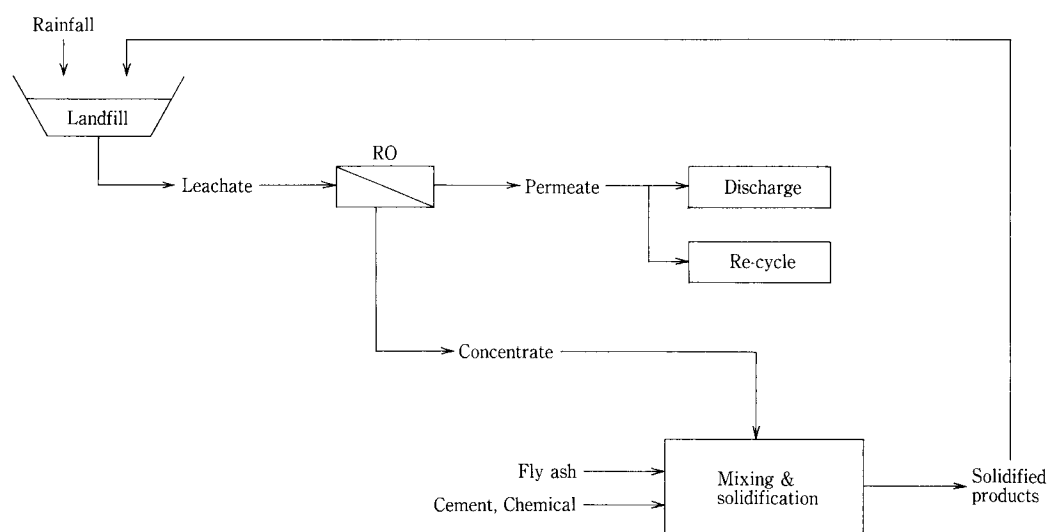 Rainfall
Landfill
RO
Leachate
Permeate
Discharge
Re-cycle
Concentrate
Fly ash
Cement, Chemical
Mixing &
solidification
Solidified
products